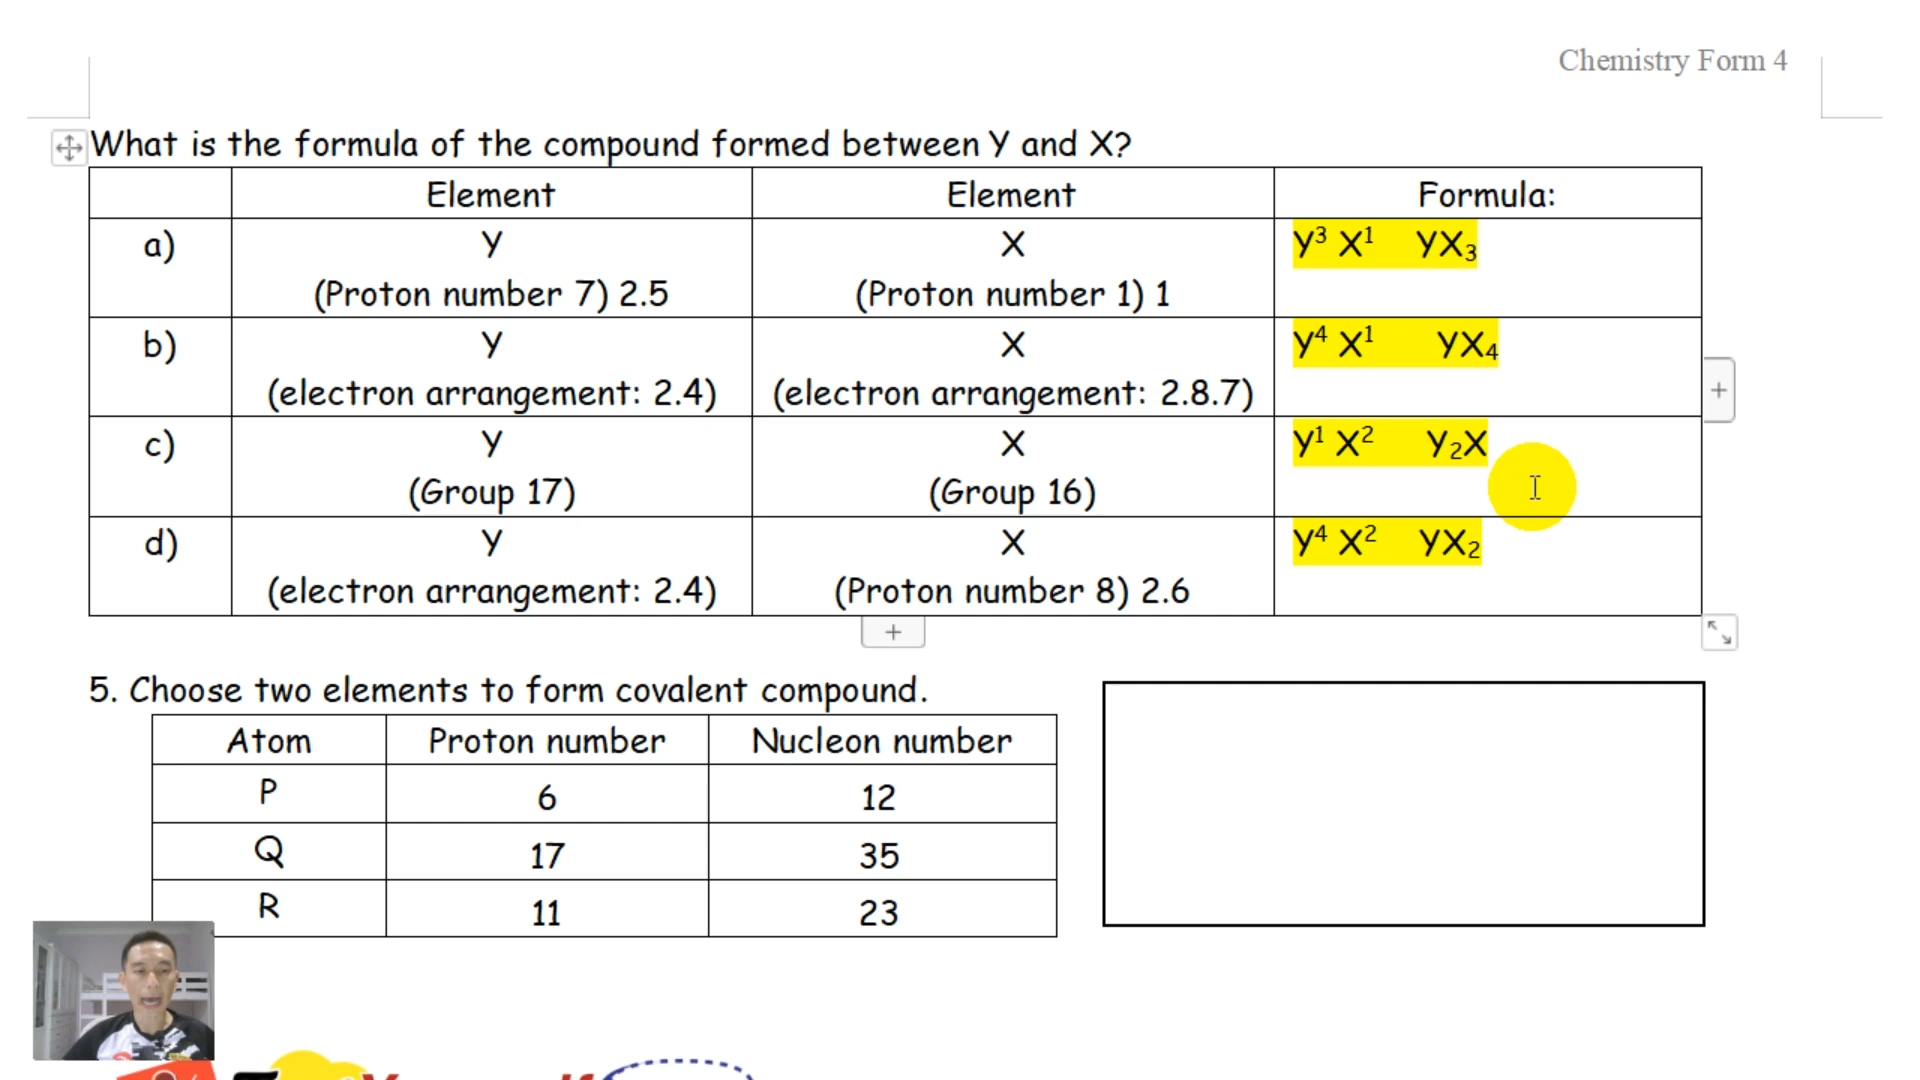 Chemistry Form 4
What is the formula of the compound formed between Y and X?
Element Element Formula:
a) Y X Y³ X¹ YX₃
(Proton number 7) 2.5 (Proton number 1) 1
b) Y X Y⁴ X¹ YX₄
(electron arrangement: 2.4) (electron arrangement: 2.8.7)
c) Y X Y¹ X² Y₂X
(Group 17) (Group 16)
d) Y X Y⁴ X² YX₂
(electron arrangement: 2.4) (Proton number 8) 2.6
5. Choose two elements to form covalent compound.
Atom Proton number Nucleon number
P 6 12
Q 17 35
R 11 23